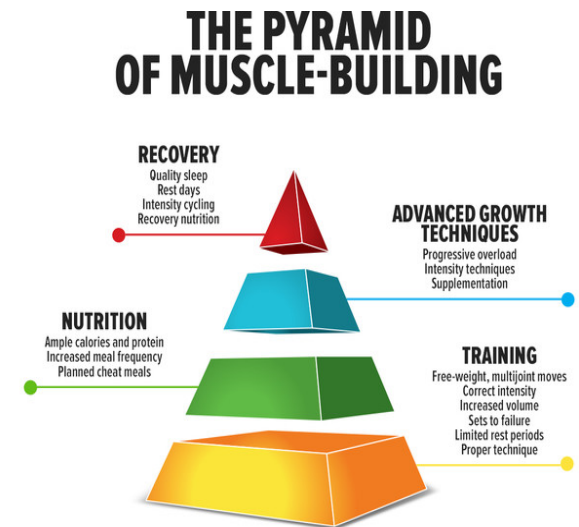 THE PYRAMID
OF MUSCLE-BUILDING
RECOVERY
Quality sleep
Rest days
Intensity cycling
Recovery nutrition
ADVANCED GROWTH
TECHNIQUES
Progressive overload
Intensity techniques
Supplementation
NUTRITION
Ample calories and protein
Increased meal frequency
Planned cheat meals
TRAINING
Free-weight, multijoint moves
Correct intensity
Increased volume
Sets to failure
Limited rest periods
Proper technique